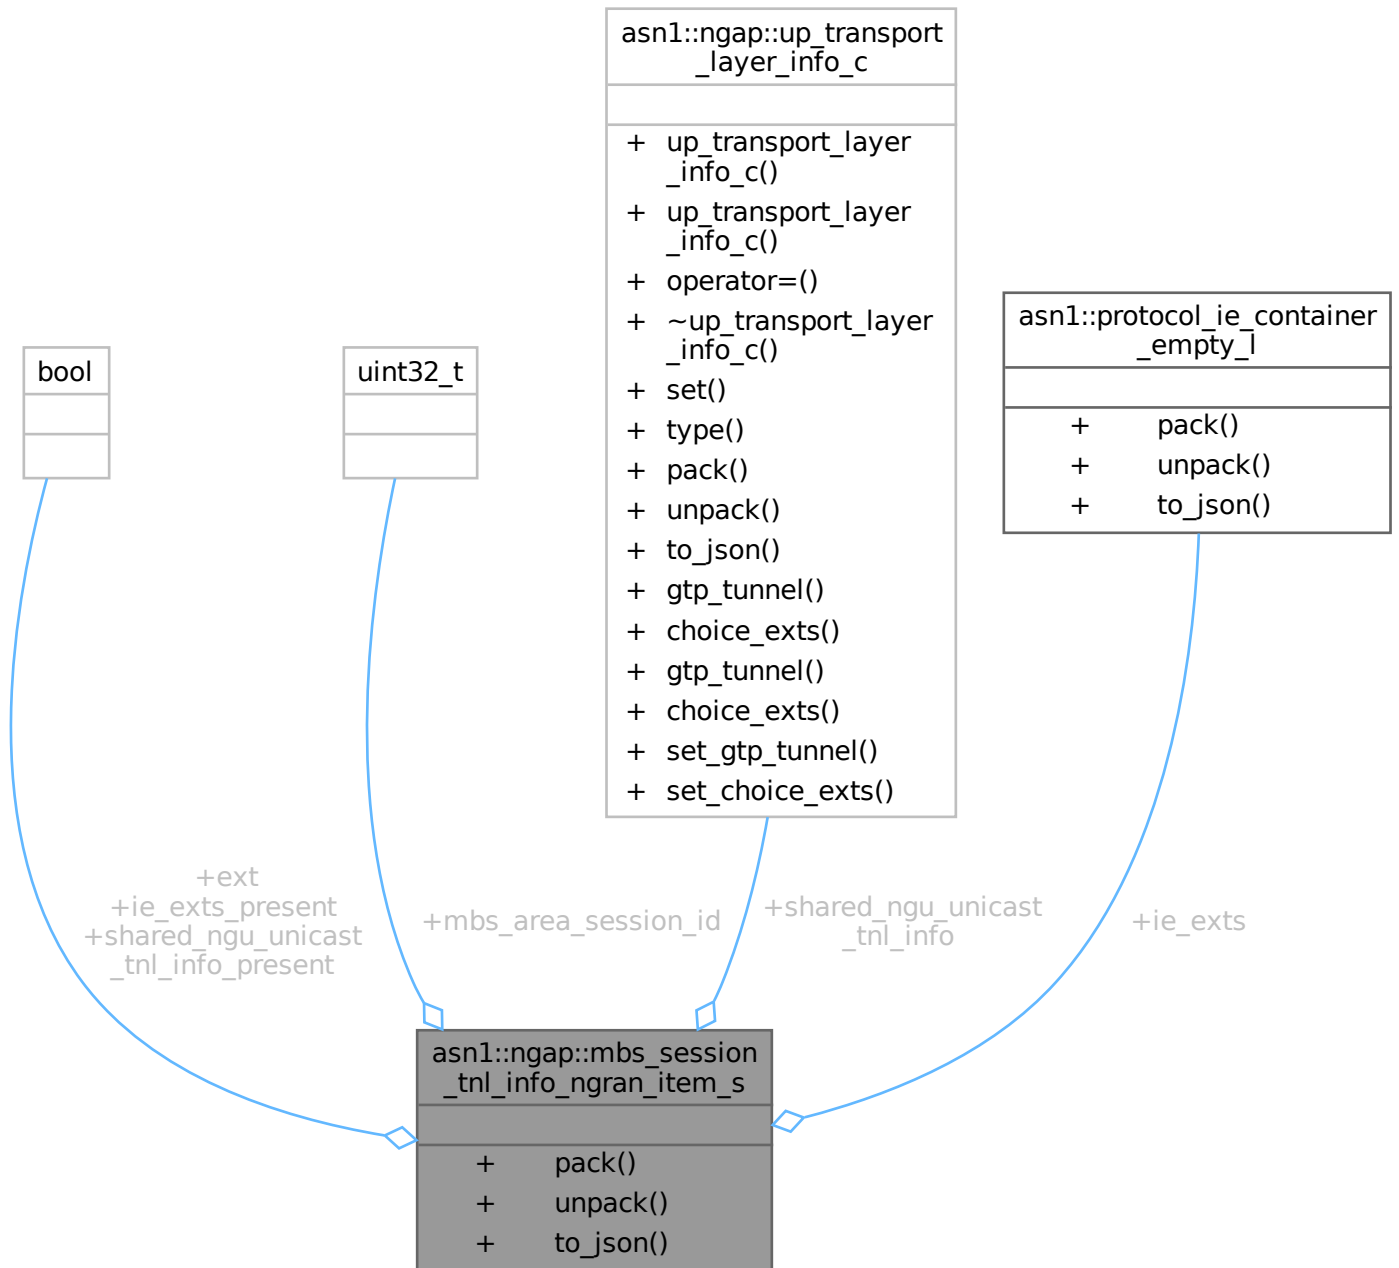 asn1::ngap::up_transport
_layer_info_c
+ up_transport_layer
_info_c()
+ up_transport_layer
_info_c()
+ operator=()
+ ~up_transport_layer
_info_c()
+ set()
+ type()
+ pack()
+ unpack()
+ to_json()
+ gtp_tunnel()
+ choice_exts()
+ gtp_tunnel()
+ choice_exts()
+ set_gtp_tunnel()
+ set_choice_exts()
asn1::protocol_ie_container
_empty_l
+ pack()
+ unpack()
+ to_json()
bool
uint32_t
+ext
+ie_exts_present
+shared_ngu_unicast
_tnl_info_present
+mbs_area_session_id
+shared_ngu_unicast
_tnl_info
+ie_exts
asn1::ngap::mbs_session
_tnl_info_ngran_item_s
+ pack()
+ unpack()
+ to_json()